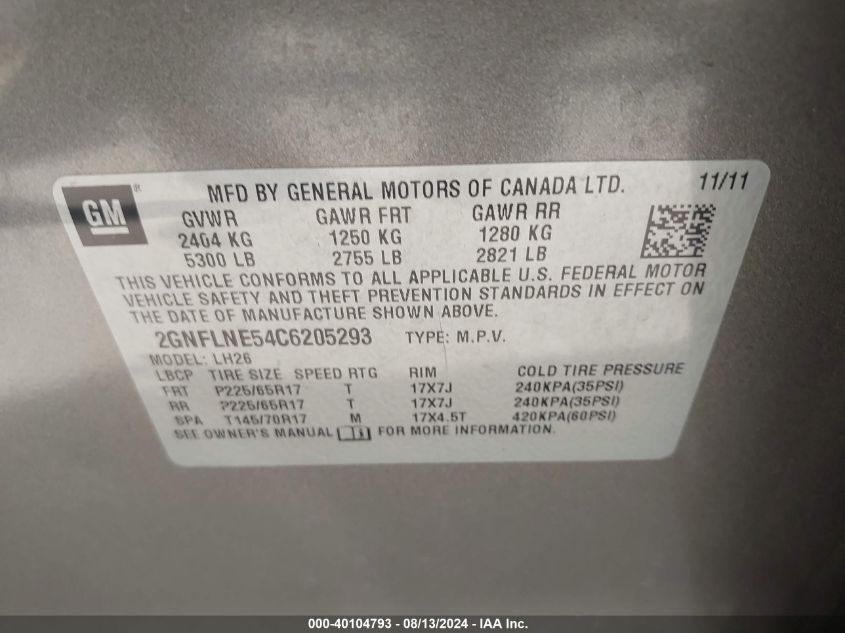 GM
MFD BY GENERAL MOTORS OF CANADA LTD. 11/11
GVWR GAWR FRT GAWR RR
2404 KG 1250 KG 1280 KG
5300 LB 2755 LB 2821 LB
THIS VEHICLE CONFORMS TO ALL APPLICABLE U.S. FEDERAL MOTOR
VEHICLE SAFETY AND THEFT PREVENTION STANDARDS IN EFFECT ON
THE DATE OF MANUFACTURE SHOWN ABOVE.
2GNFLNE54C6205293 TYPE: M.P.V.
MODEL: LH26
LBCP TIRE SIZE SPEED RTG RIM COLD TIRE PRESSURE
FRT P225/65R17 T 17X7J 240KPA(35PSI)
RR P225/65R17 T 17X7J 240KPA(35PSI)
SPA T145/70R17 M 17X4.5T 420KPA(60PSI)
SEE OWNER'S MANUAL FOR MORE INFORMATION.
000-40104793 - 08/13/2024 - IAA Inc.